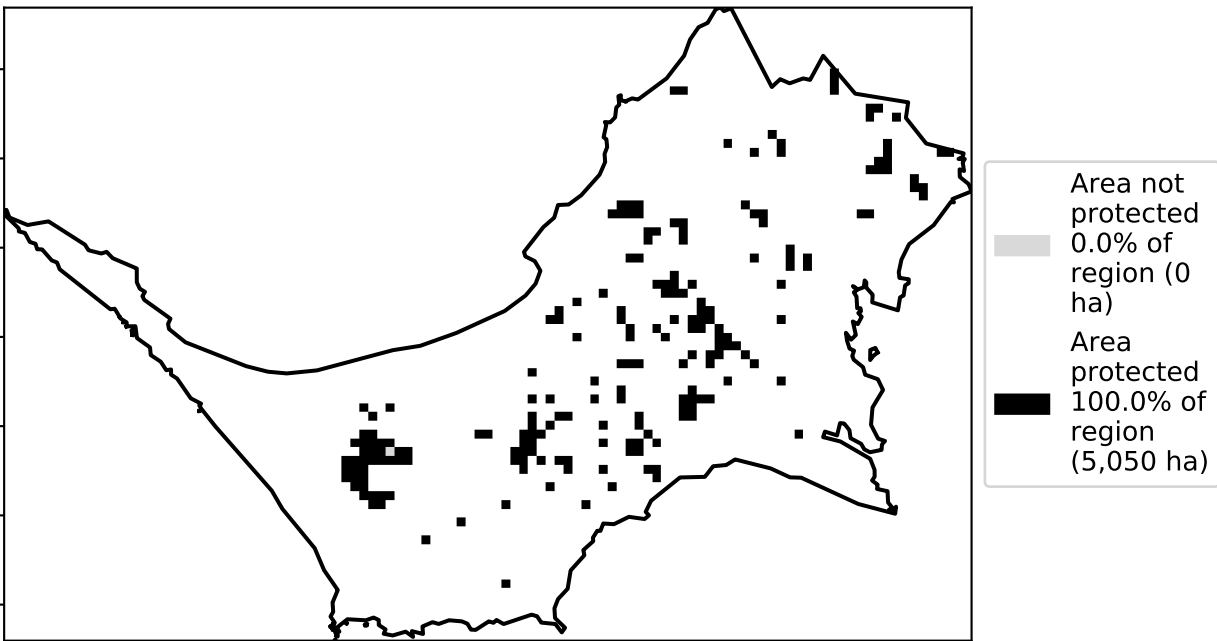 Area not
protected
0.0% of
region (0
ha)
Area
protected
100.0% of
region
(5,050 ha)